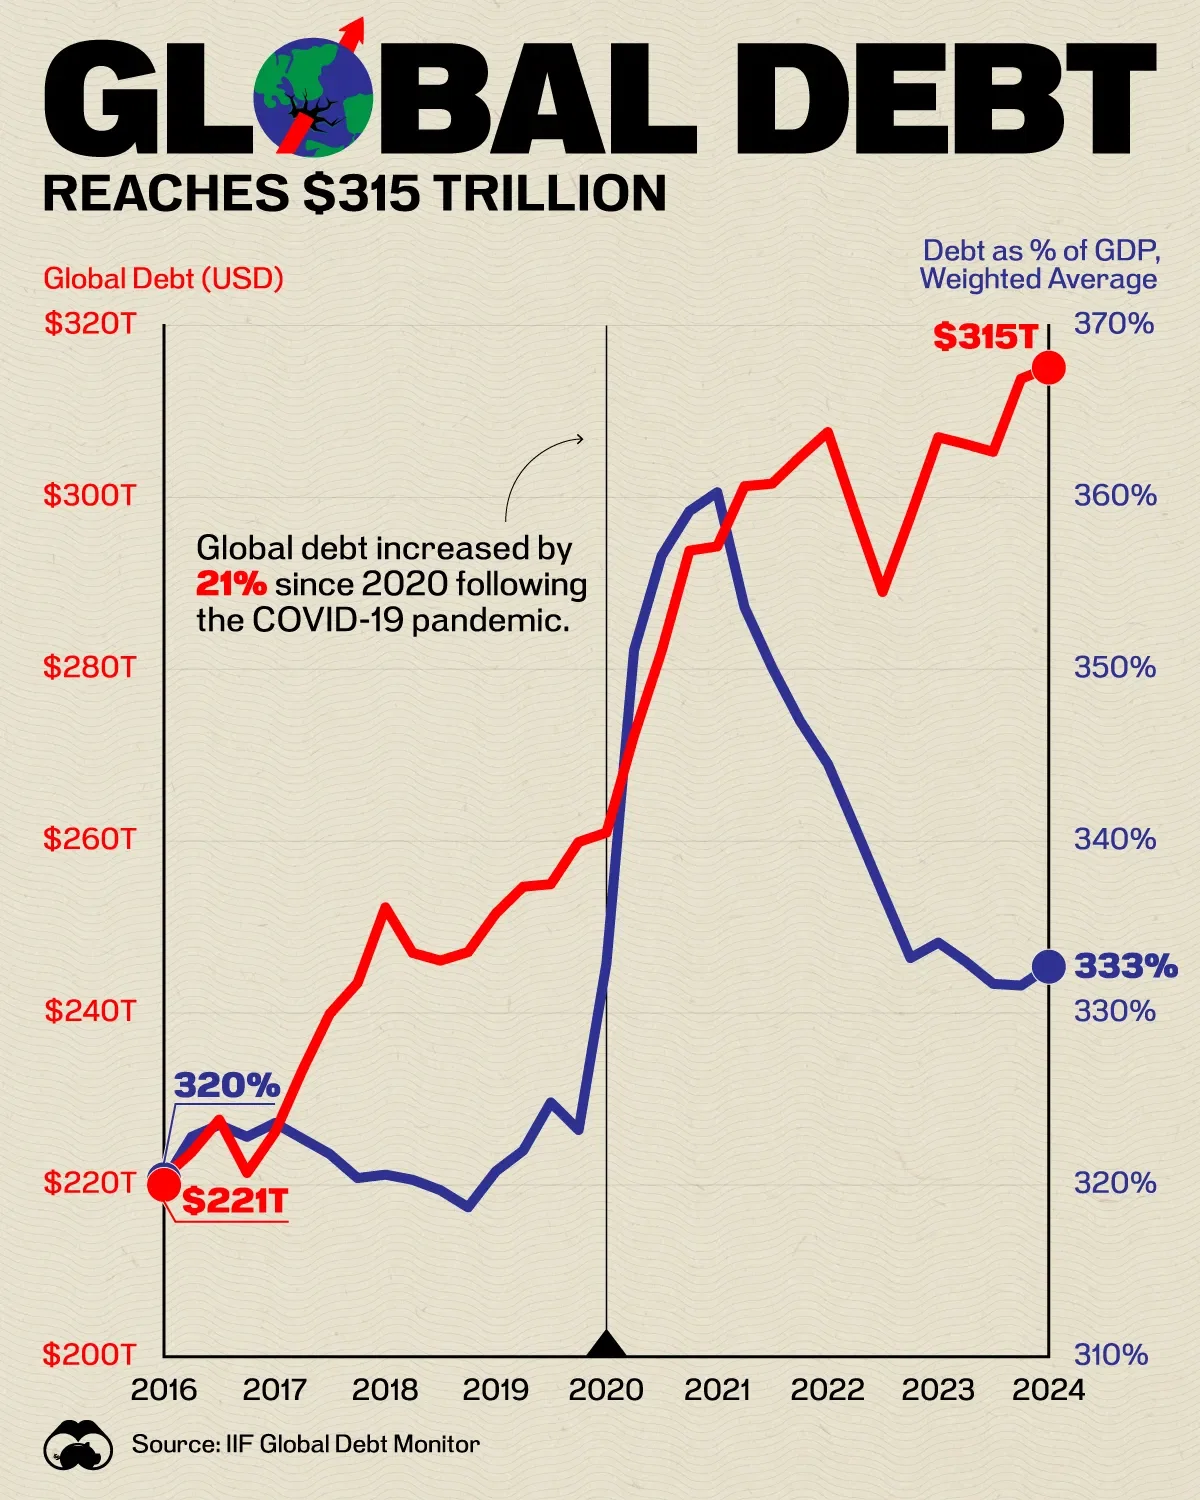 GLOBAL DEBT
REACHES $315 TRILLION
Global Debt (USD)
Debt as % of GDP,
Weighted Average
$320T
$300T
$280T
$260T
$240T
$220T
$200T
370%
360%
350%
340%
330%
320%
310%
$315T
333%
Global debt increased by
21% since 2020 following
the COVID-19 pandemic.
320%
$221T
2016 2017 2018 2019 2020 2021 2022 2023 2024
Source: IIF Global Debt Monitor